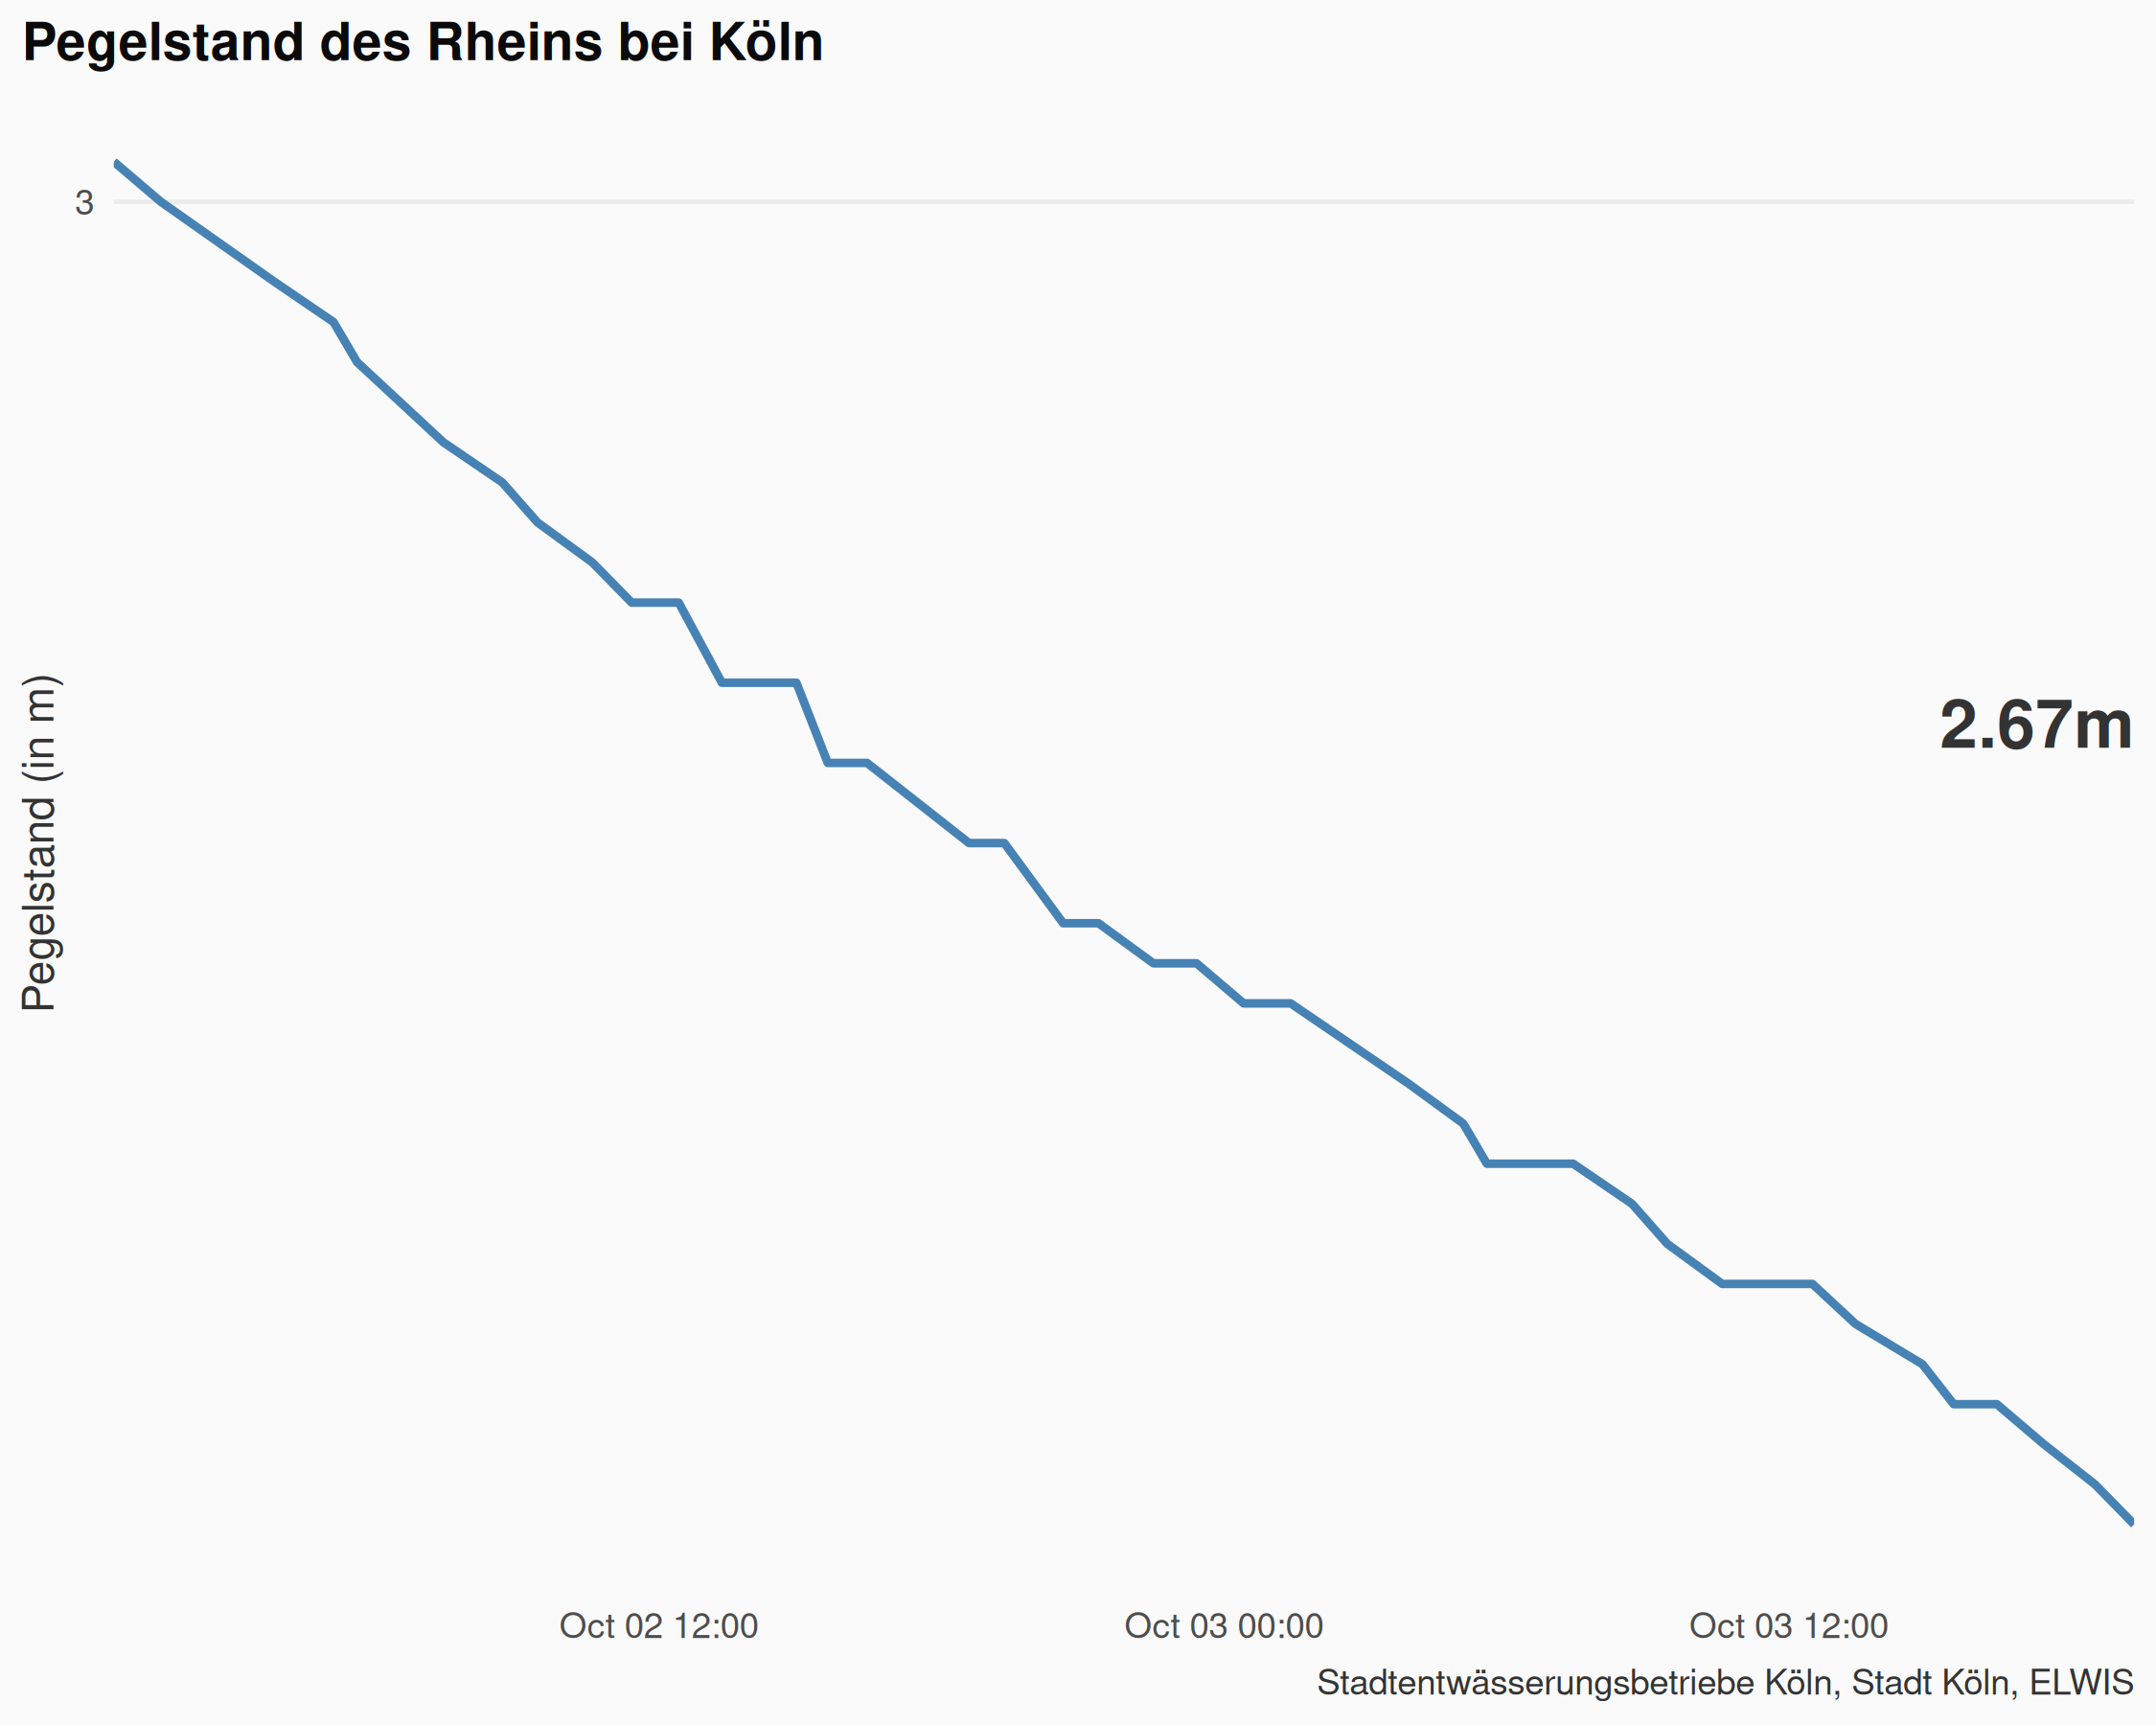 Pegelstand des Rheins bei Köln
3
Pegelstand (in m)
2.67m
Oct 02 12:00
Oct 03 00:00
Oct 03 12:00
Stadtentwässerungsbetriebe Köln, Stadt Köln, ELWIS